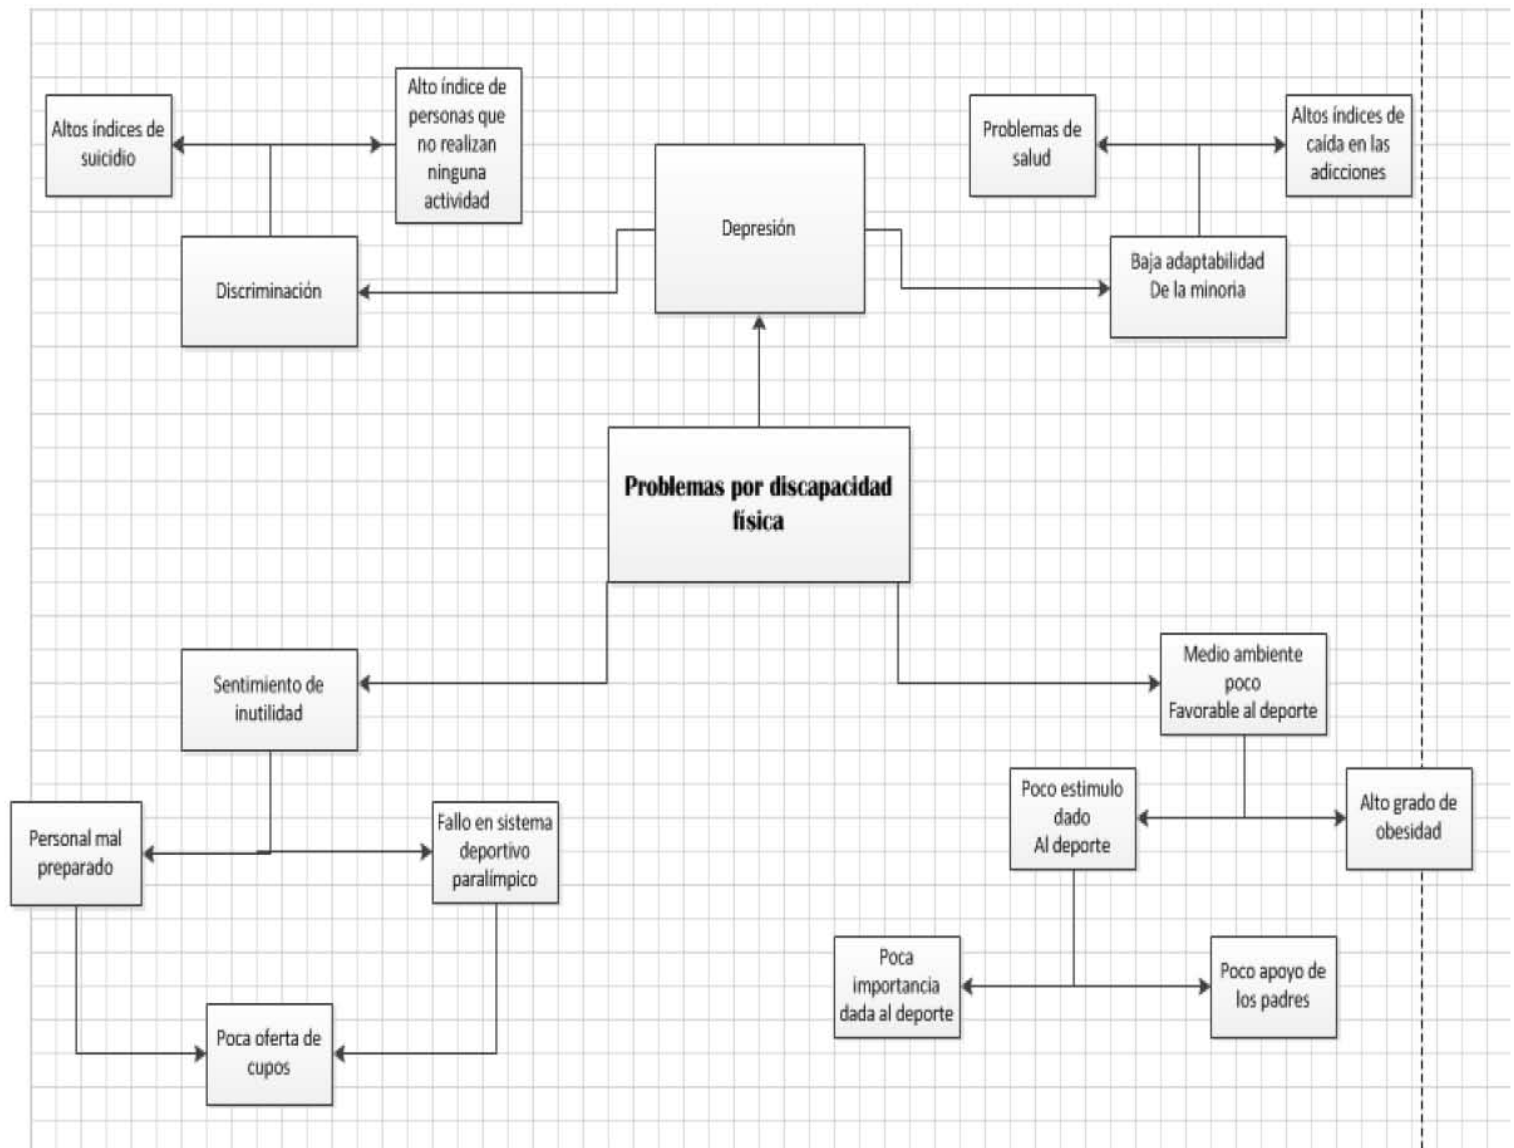 Altos índices de
suicidio
Alto índice de
personas que
no realizan
ninguna
actividad
Problemas de
salud
Altos índices de
caída en las
adicciones
Depresión
Discriminación
Baja adaptabilidad
De la minoria
Problemas por discapacidad
física
Sentimiento de
inutilidad
Medio ambiente
poco
Favorable al deporte
Personal mal
preparado
Fallo en sistema
deportivo
paralímpico
Poco estimulo
dado
Al deporte
Alto grado de
obesidad
Poca oferta de
cupos
Poca
importancia
dada al deporte
Poco apoyo de
los padres